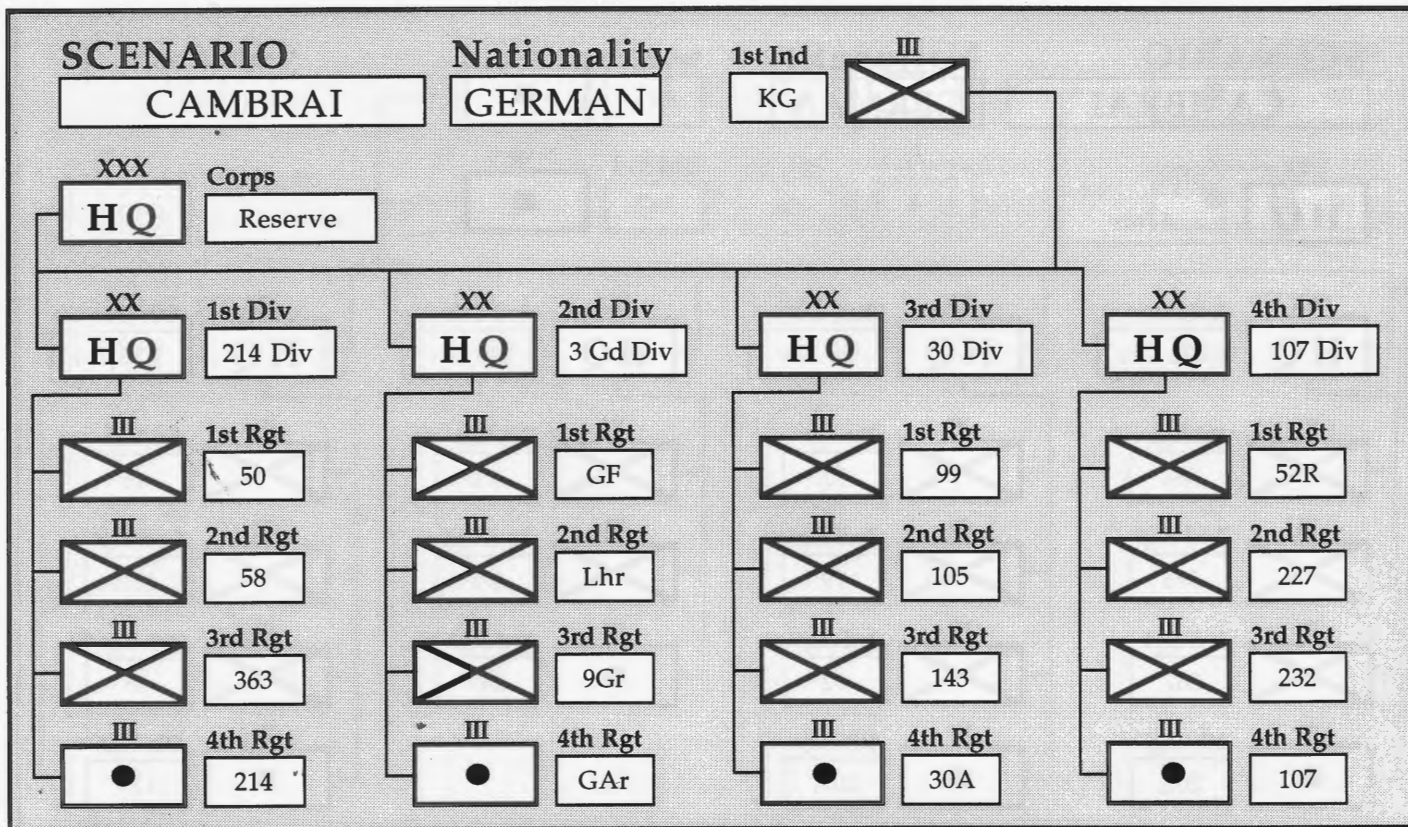 SCENARIO Nationality 1st Ind III
CAMBRAI GERMAN KG
XXX Corps
HQ Reserve
XX 1st Div XX 2nd Div XX 3rd Div XX 4th Div
HQ 214 Div HQ 3 Gd Div HQ 30 Div HQ 107 Div
III 1st Rgt III 1st Rgt III 1st Rgt III 1st Rgt
50 GF 99 52R
III 2nd Rgt III 2nd Rgt III 2nd Rgt III 2nd Rgt
58 Lhr 105 227
III 3rd Rgt III 3rd Rgt III 3rd Rgt III 3rd Rgt
363 9Gr 143 232
III 4th Rgt III 4th Rgt III 4th Rgt III 4th Rgt
214 GAr 30A 107